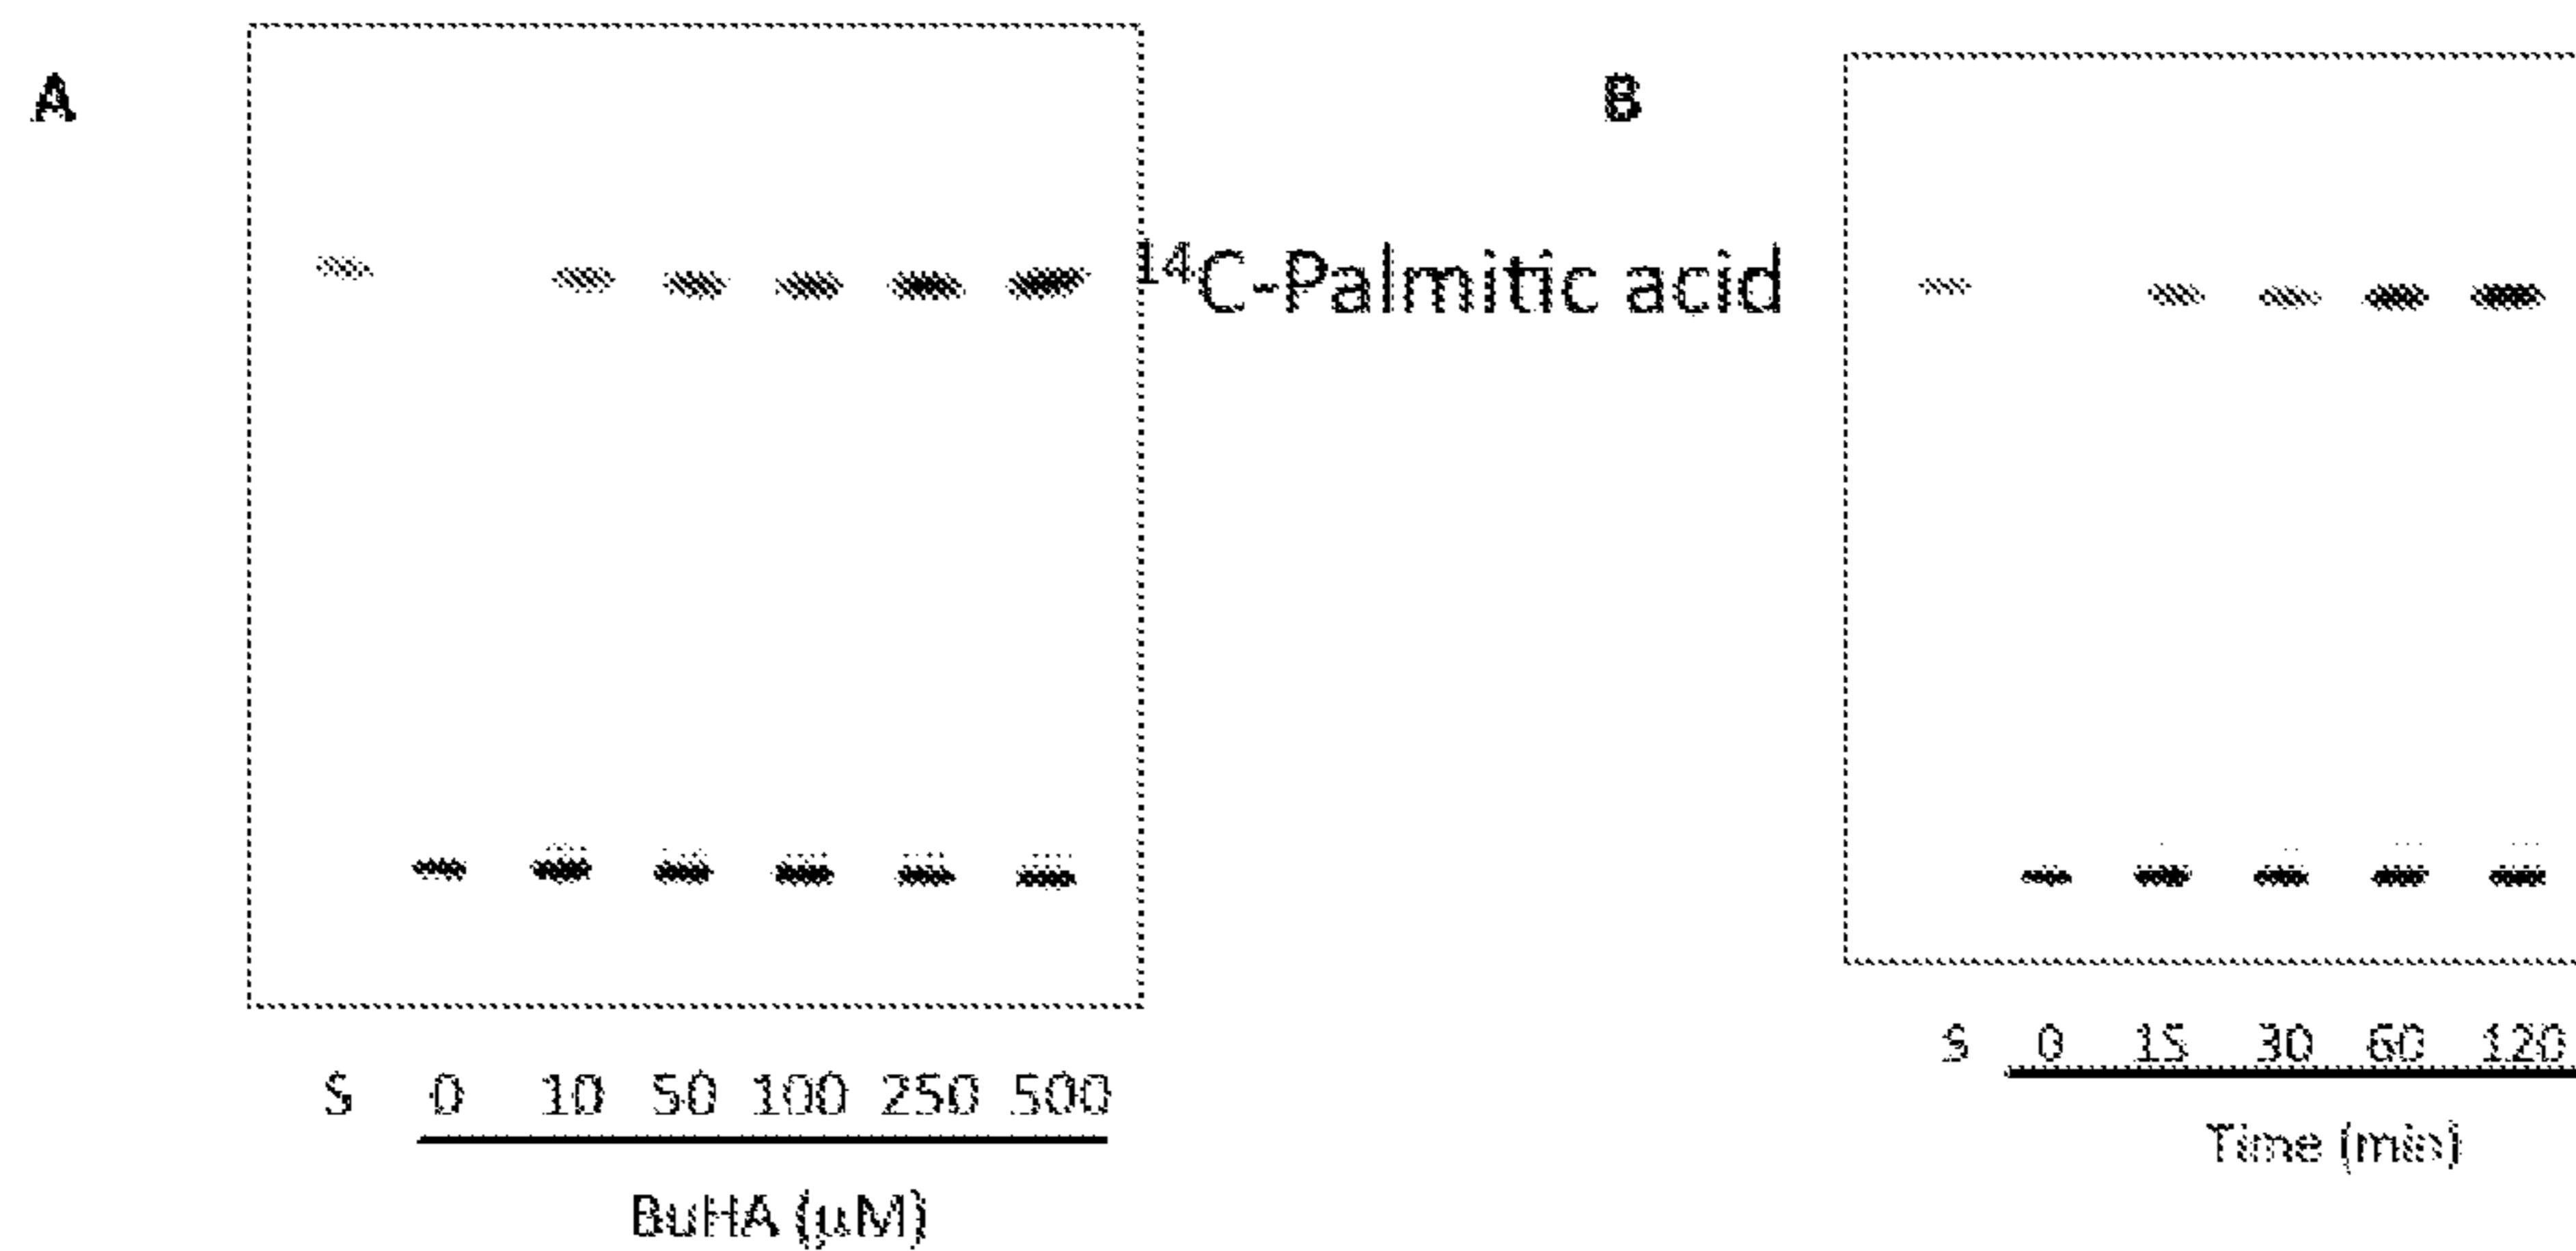 A
B
14C-Palmitic acid
S 0 10 50 100 250 500
BuHA (μM)
S 0 15 30 60 120
Time (min)